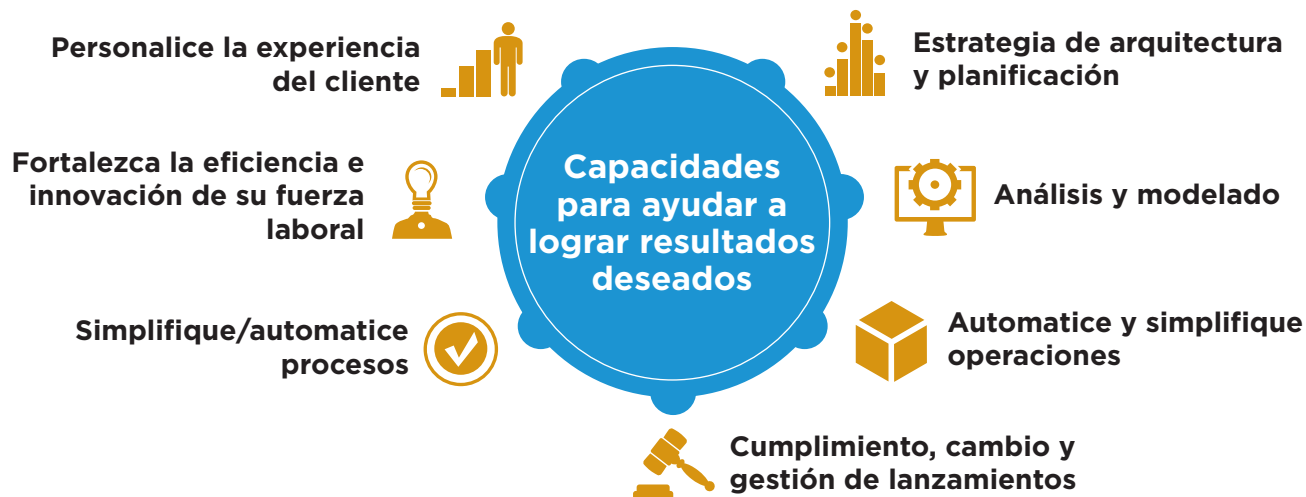 Personalice la experiencia
del cliente
Estrategia de arquitectura
y planificación
Fortalezca la eficiencia e
innovación de su fuerza
laboral
Capacidades
para ayudar a
lograr resultados
deseados
Análisis y modelado
Simplifique/automatice
procesos
Automatice y simplifique
operaciones
Cumplimiento, cambio y
gestión de lanzamientos